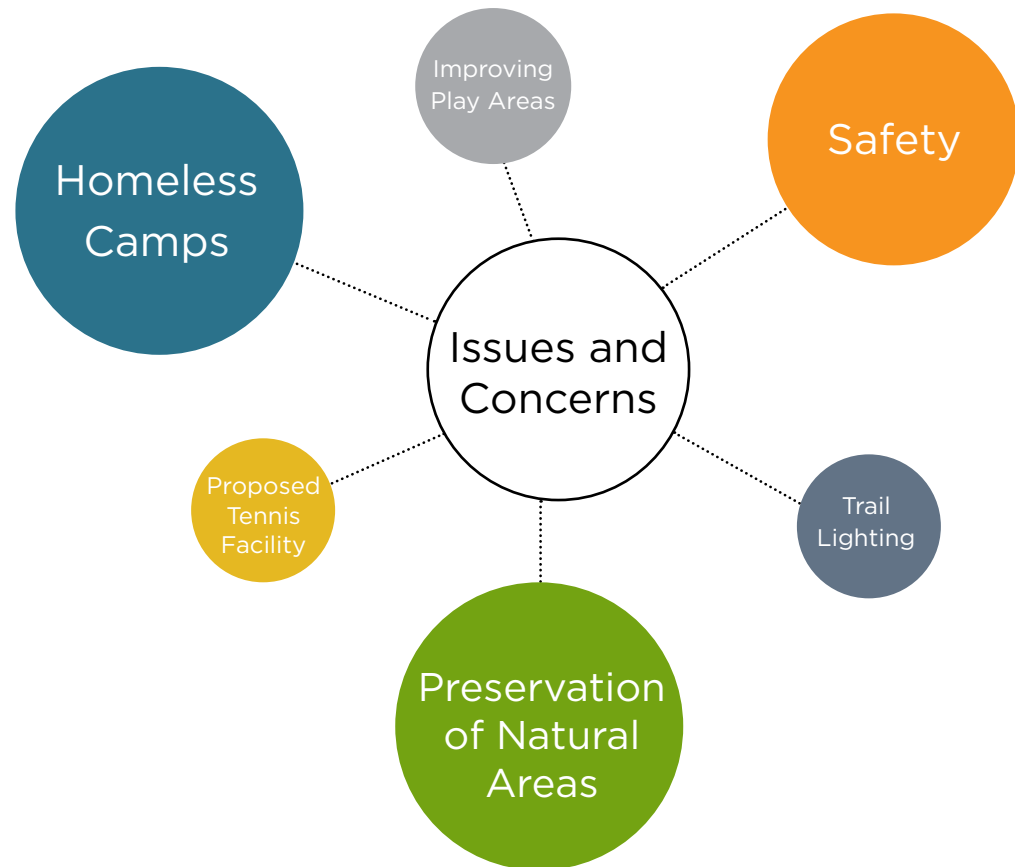 Improving
Play Areas
Safety
Homeless
Camps
Issues and
Concerns
Proposed
Tennis
Facility
Trail
Lighting
Preservation
of Natural
Areas